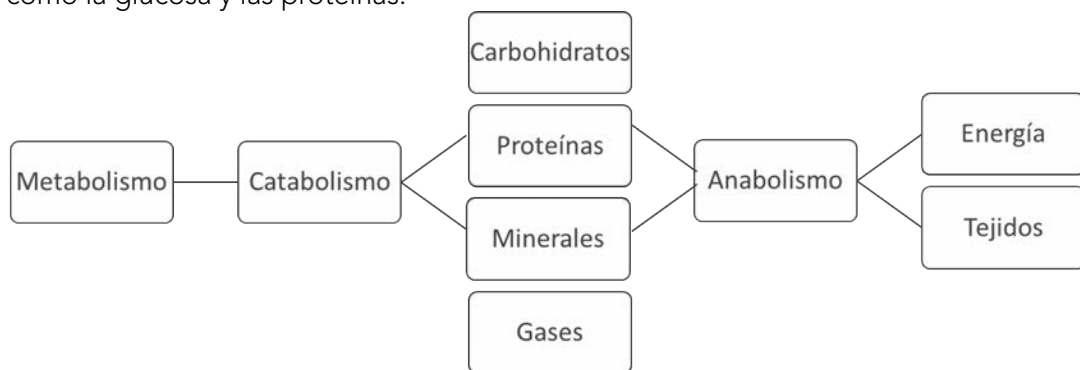 como la glucosa y las proteínas.
Carbohidratos
Proteínas
Metabolismo
Catabolismo
Minerales
Gases
Anabolismo
Energía
Tejidos